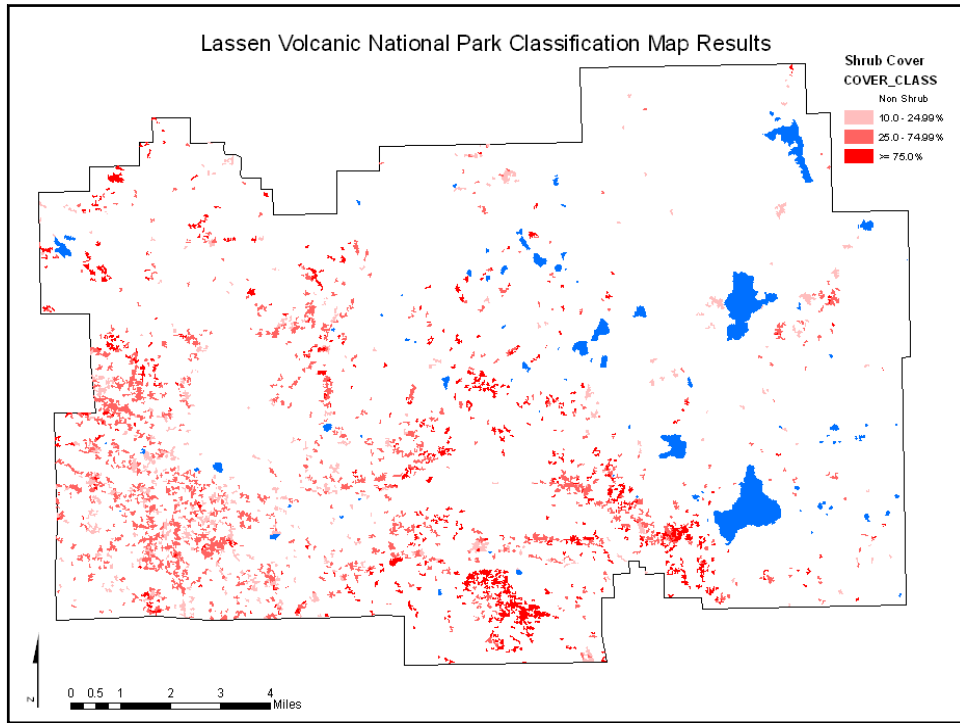 Lassen Volcanic National Park Classification Map Results
Shrub Cover
COVER_CLASS
Non Shrub
10.0 - 24.99%
25.0 - 74.99%
>= 75.0%
N
0 0.5 1 2 3 4
Miles